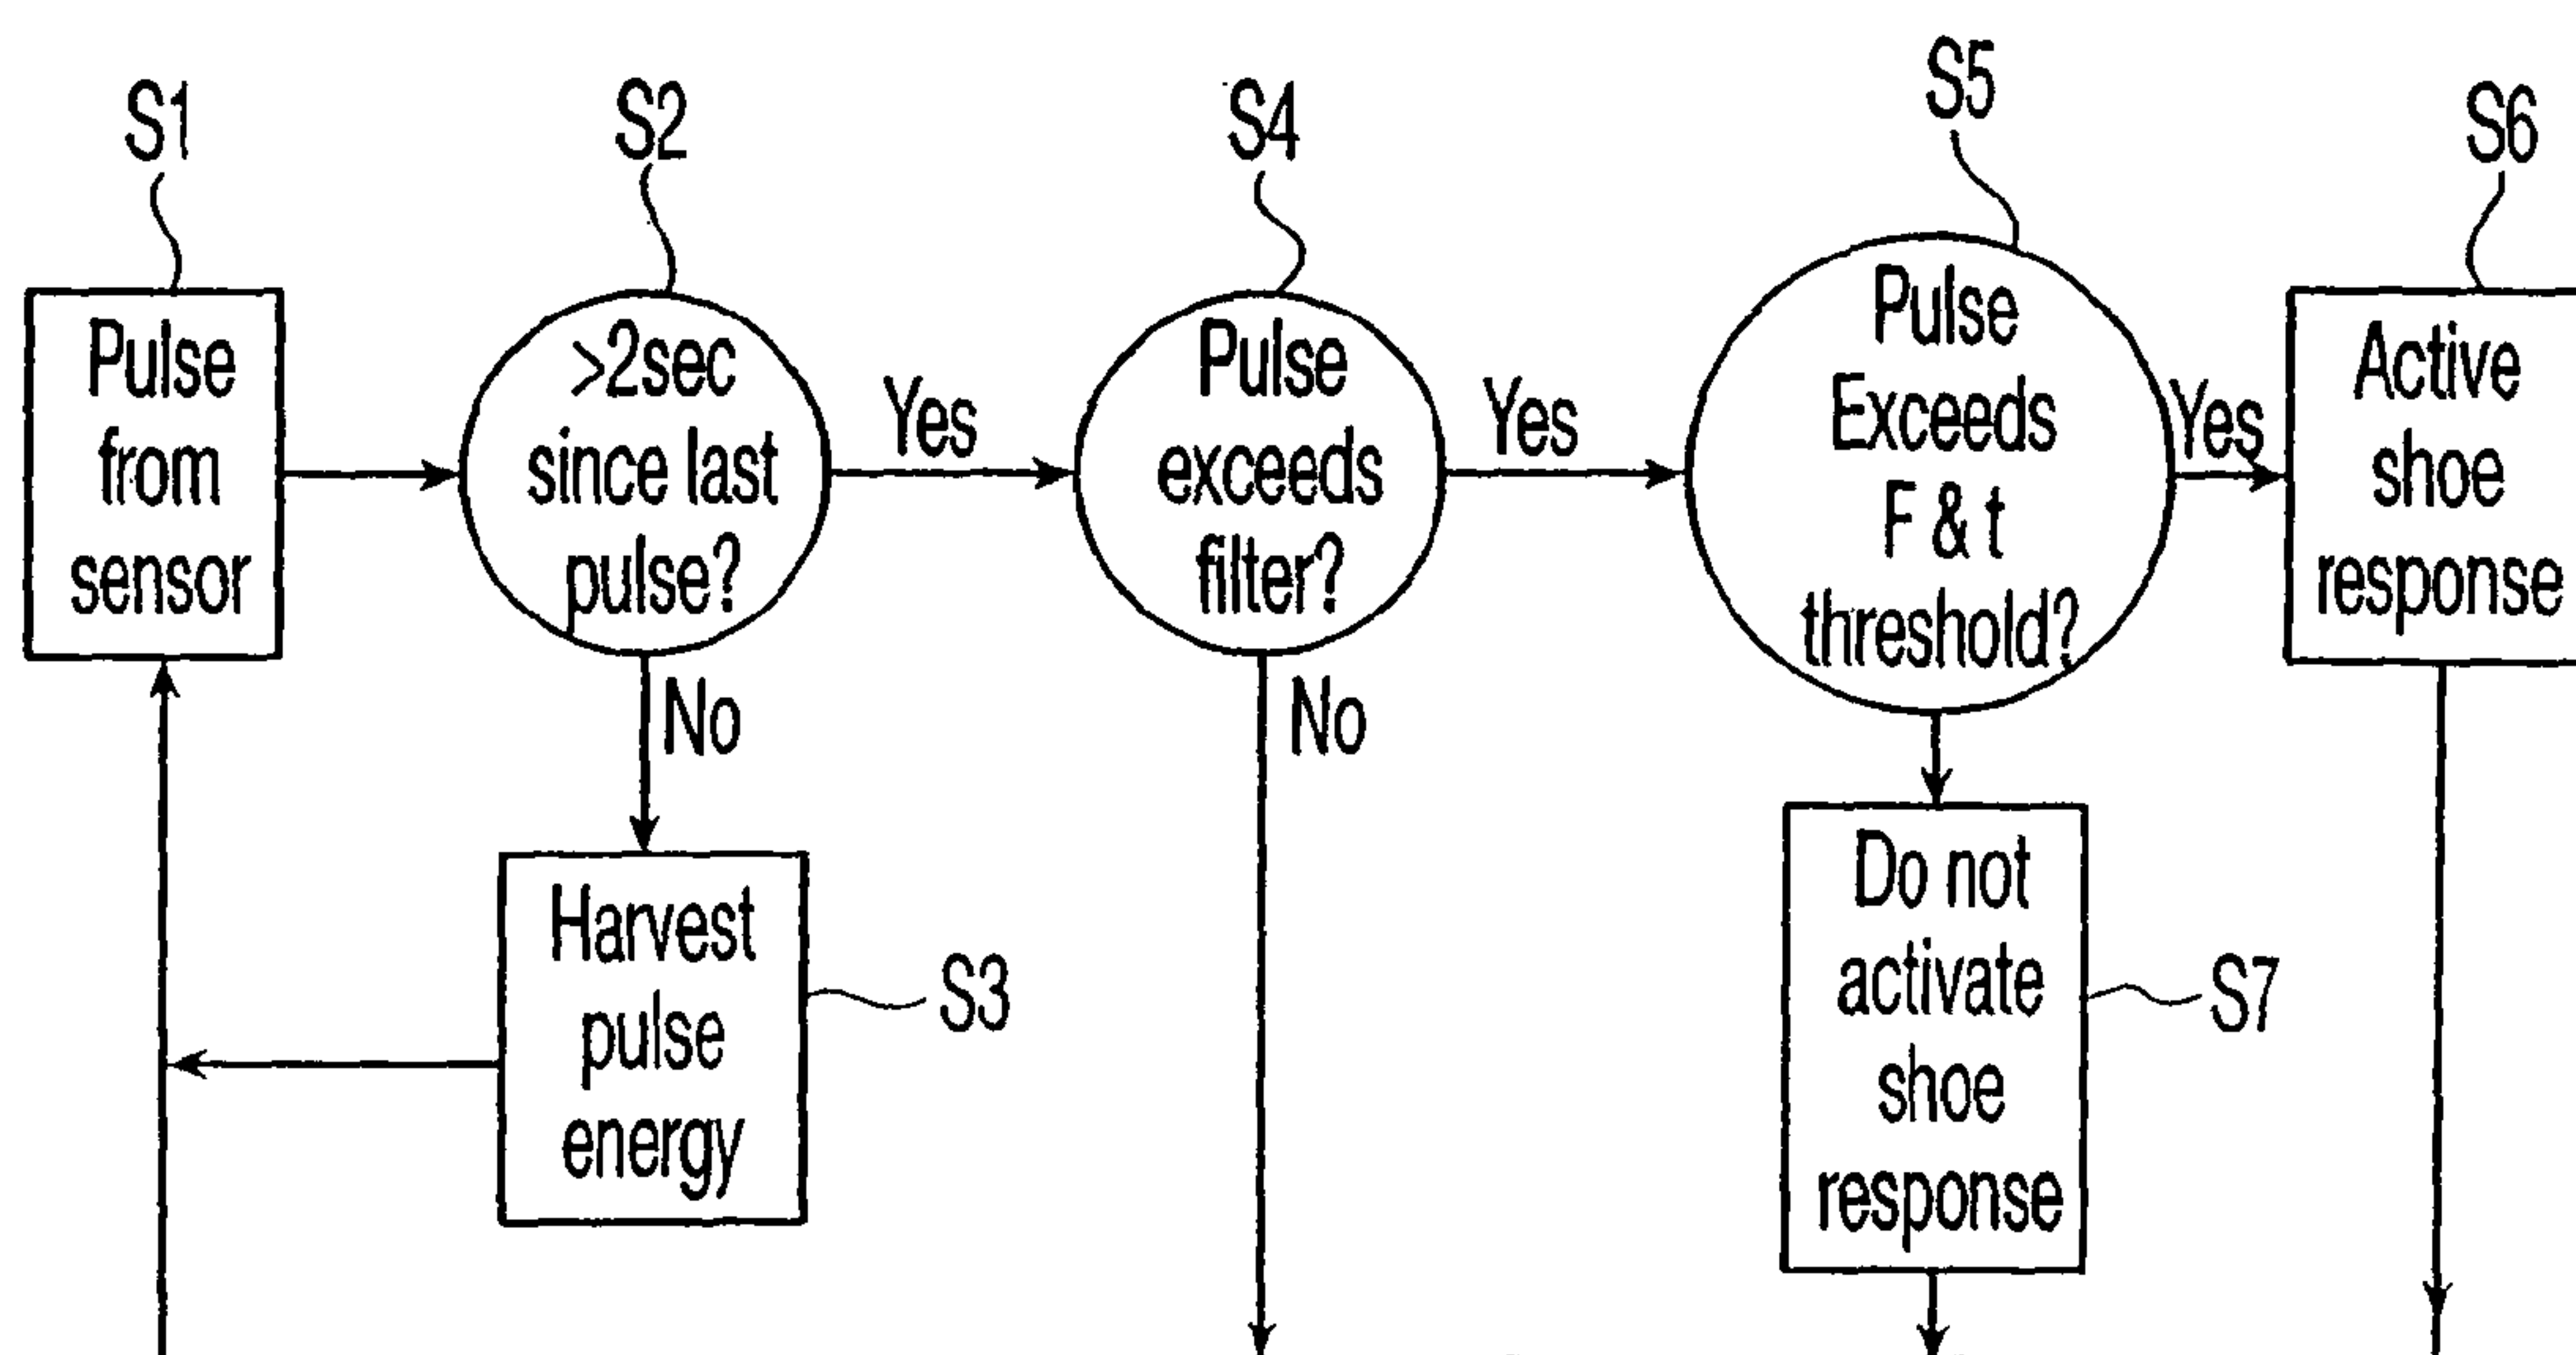 S1
S2
S4
S5
S6
Pulse
from
sensor
>2sec
since last
pulse?
Yes
Pulse
exceeds
filter?
Yes
Pulse
Exceeds
F & t
threshold?
Yes
Active
shoe
response
No
No
Harvest
pulse
energy
S3
Do not
activate
shoe
response
S7